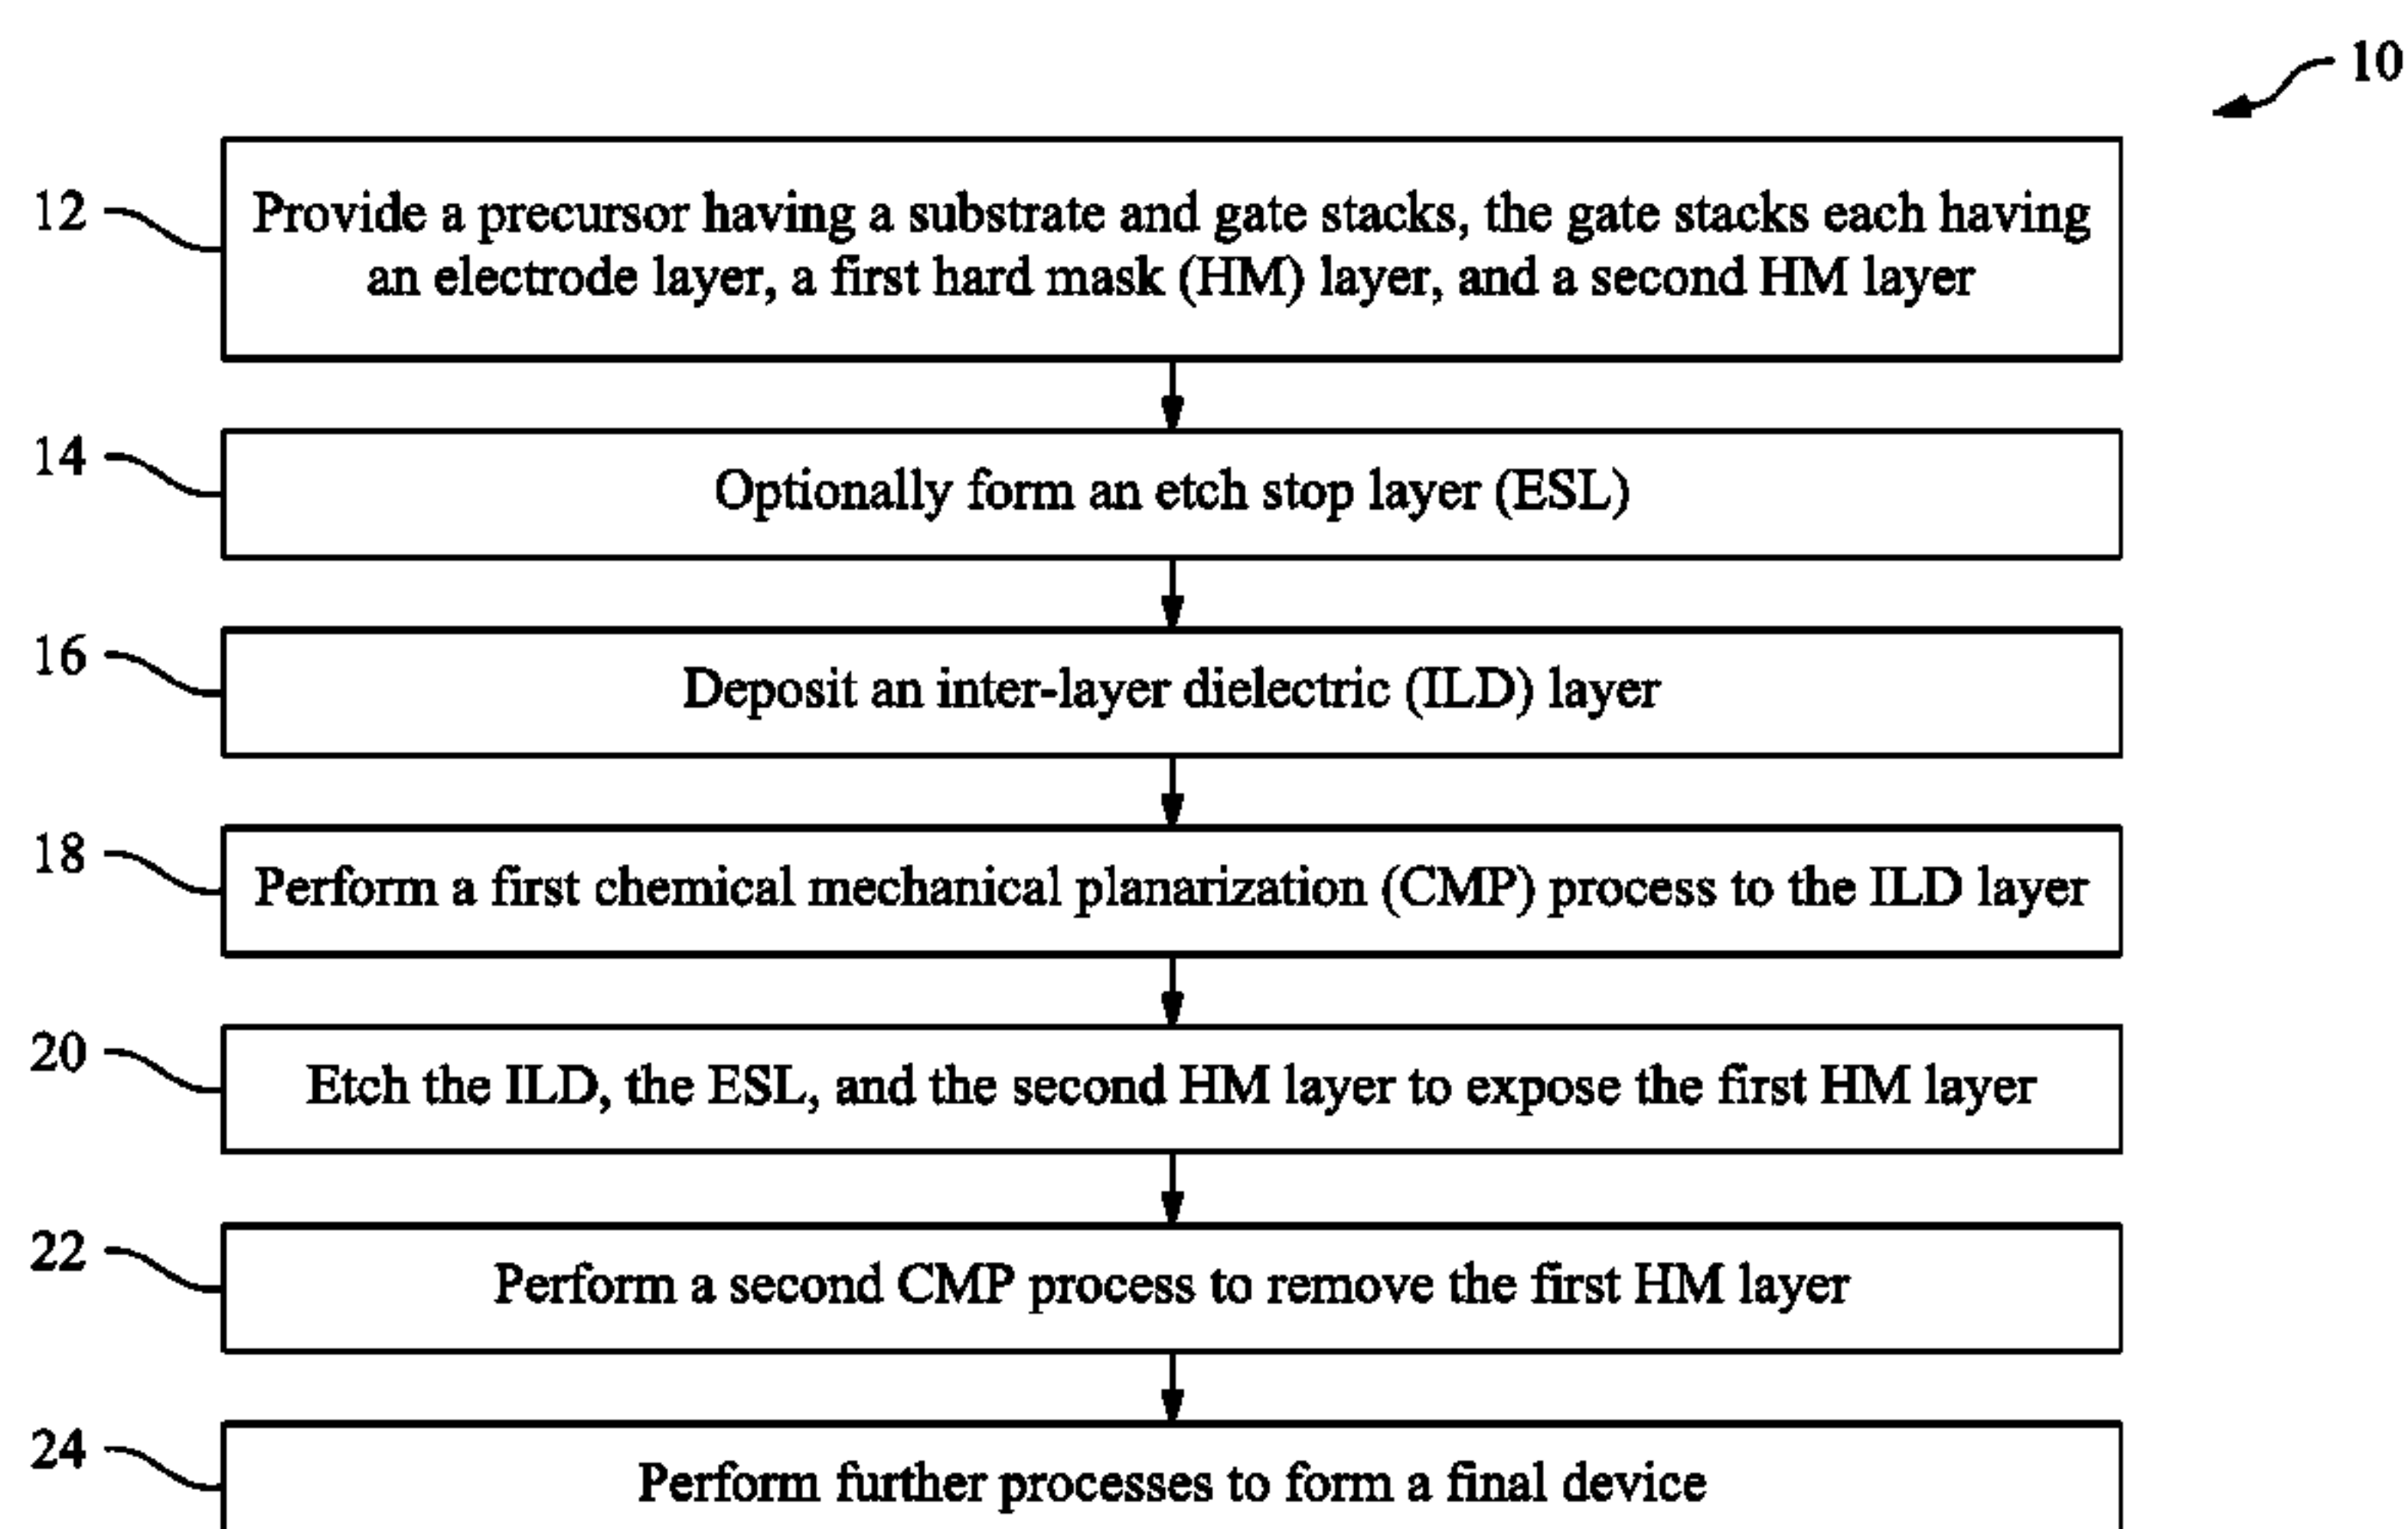 10
12
Provide a precursor having a substrate and gate stacks, the gate stacks each having
an electrode layer, a first hard mask (HM) layer, and a second HM layer
14
Optionally form an etch stop layer (ESL)
16
Deposit an inter-layer dielectric (ILD) layer
18
Perform a first chemical mechanical planarization (CMP) process to the ILD layer
20
Etch the ILD, the ESL, and the second HM layer to expose the first HM layer
22
Perform a second CMP process to remove the first HM layer
24
Perform further processes to form a final device